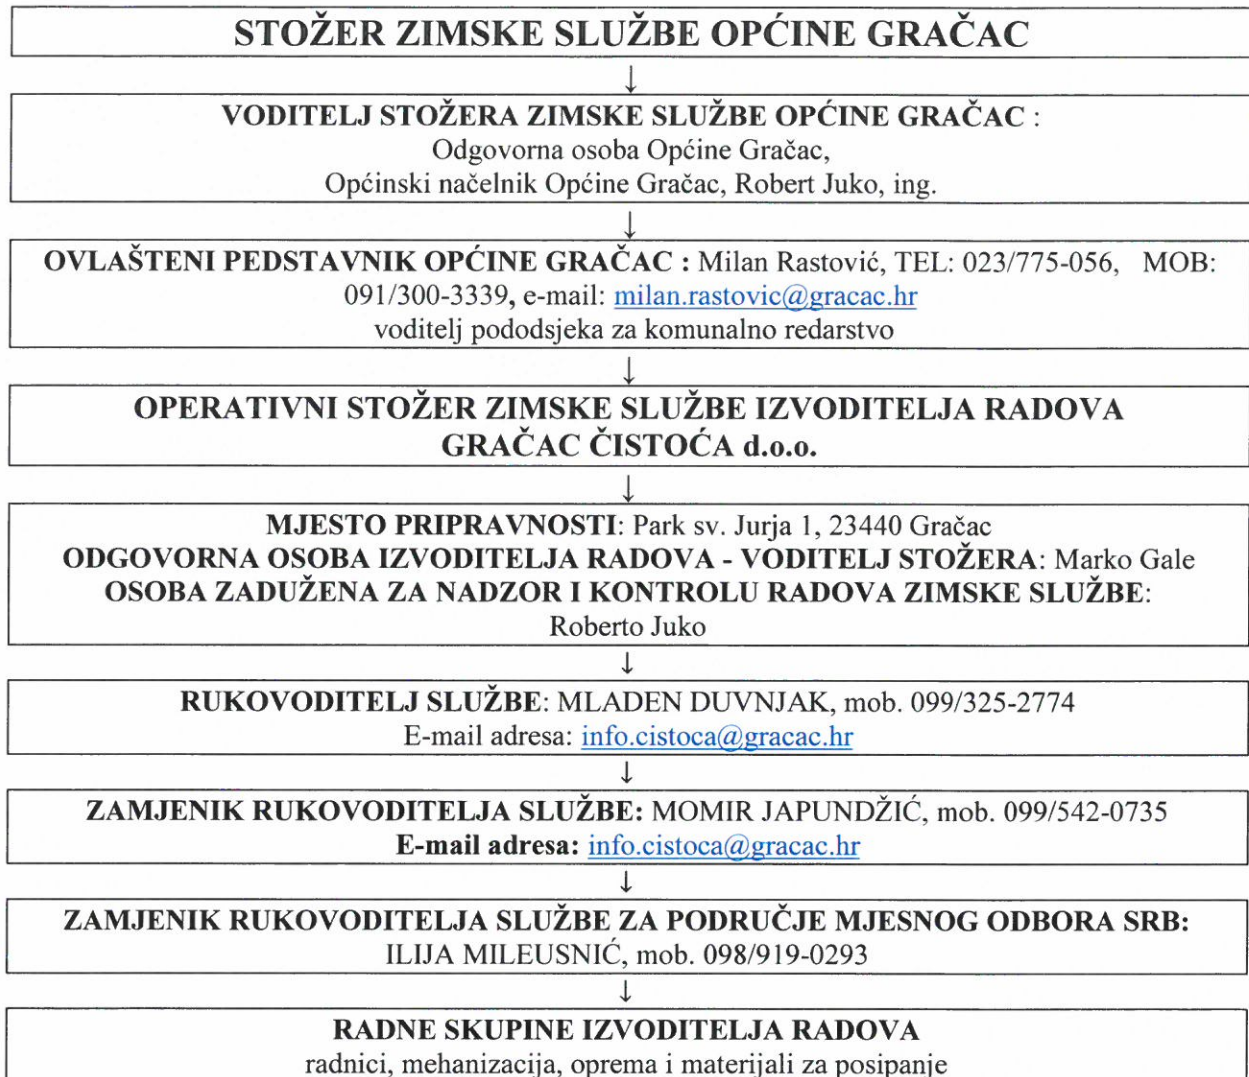 STOŽER ZIMSKE SLUŽBE OPĆINE GRAČAC
↓
VODITELJ STOŽERA ZIMSKE SLUŽBE OPĆINE GRAČAC :
Odgovorna osoba Općine Gračac,
Općinski načelnik Općine Gračac, Robert Juko, ing.
↓
OVLAŠTENI PEDSTAVNIK OPĆINE GRAČAC : Milan Rastović, TEL: 023/775-056, MOB:
091/300-3339, e-mail: milan.rastovic@gracac.hr
voditelj pododsjeka za komunalno redarstvo
↓
OPERATIVNI STOŽER ZIMSKE SLUŽBE IZVODITELJA RADOVA
GRAČAC ČISTOĆA d.o.o.
↓
MJESTO PRIPRAVNOSTI: Park sv. Jurja 1, 23440 Gračac
ODGOVORNA OSOBA IZVODITELJA RADOVA - VODITELJ STOŽERA: Marko Gale
OSOBA ZADUŽENA ZA NADZOR I KONTROLU RADOVA ZIMSKE SLUŽBE:
Roberto Juko
↓
RUKOVODITELJ SLUŽBE: MLADEN DUVNJAK, mob. 099/325-2774
E-mail adresa: info.cistoca@gracac.hr
↓
ZAMJENIK RUKOVODITELJA SLUŽBE: MOMIR JAPUNDŽIĆ, mob. 099/542-0735
E-mail adresa: info.cistoca@gracac.hr
↓
ZAMJENIK RUKOVODITELJA SLUŽBE ZA PODRUČJE MJESNOG ODBORA SRB:
ILIJA MILEUSNIĆ, mob. 098/919-0293
↓
RADNE SKUPINE IZVODITELJA RADOVA
radnici, mehanizacija, oprema i materijali za posipanje